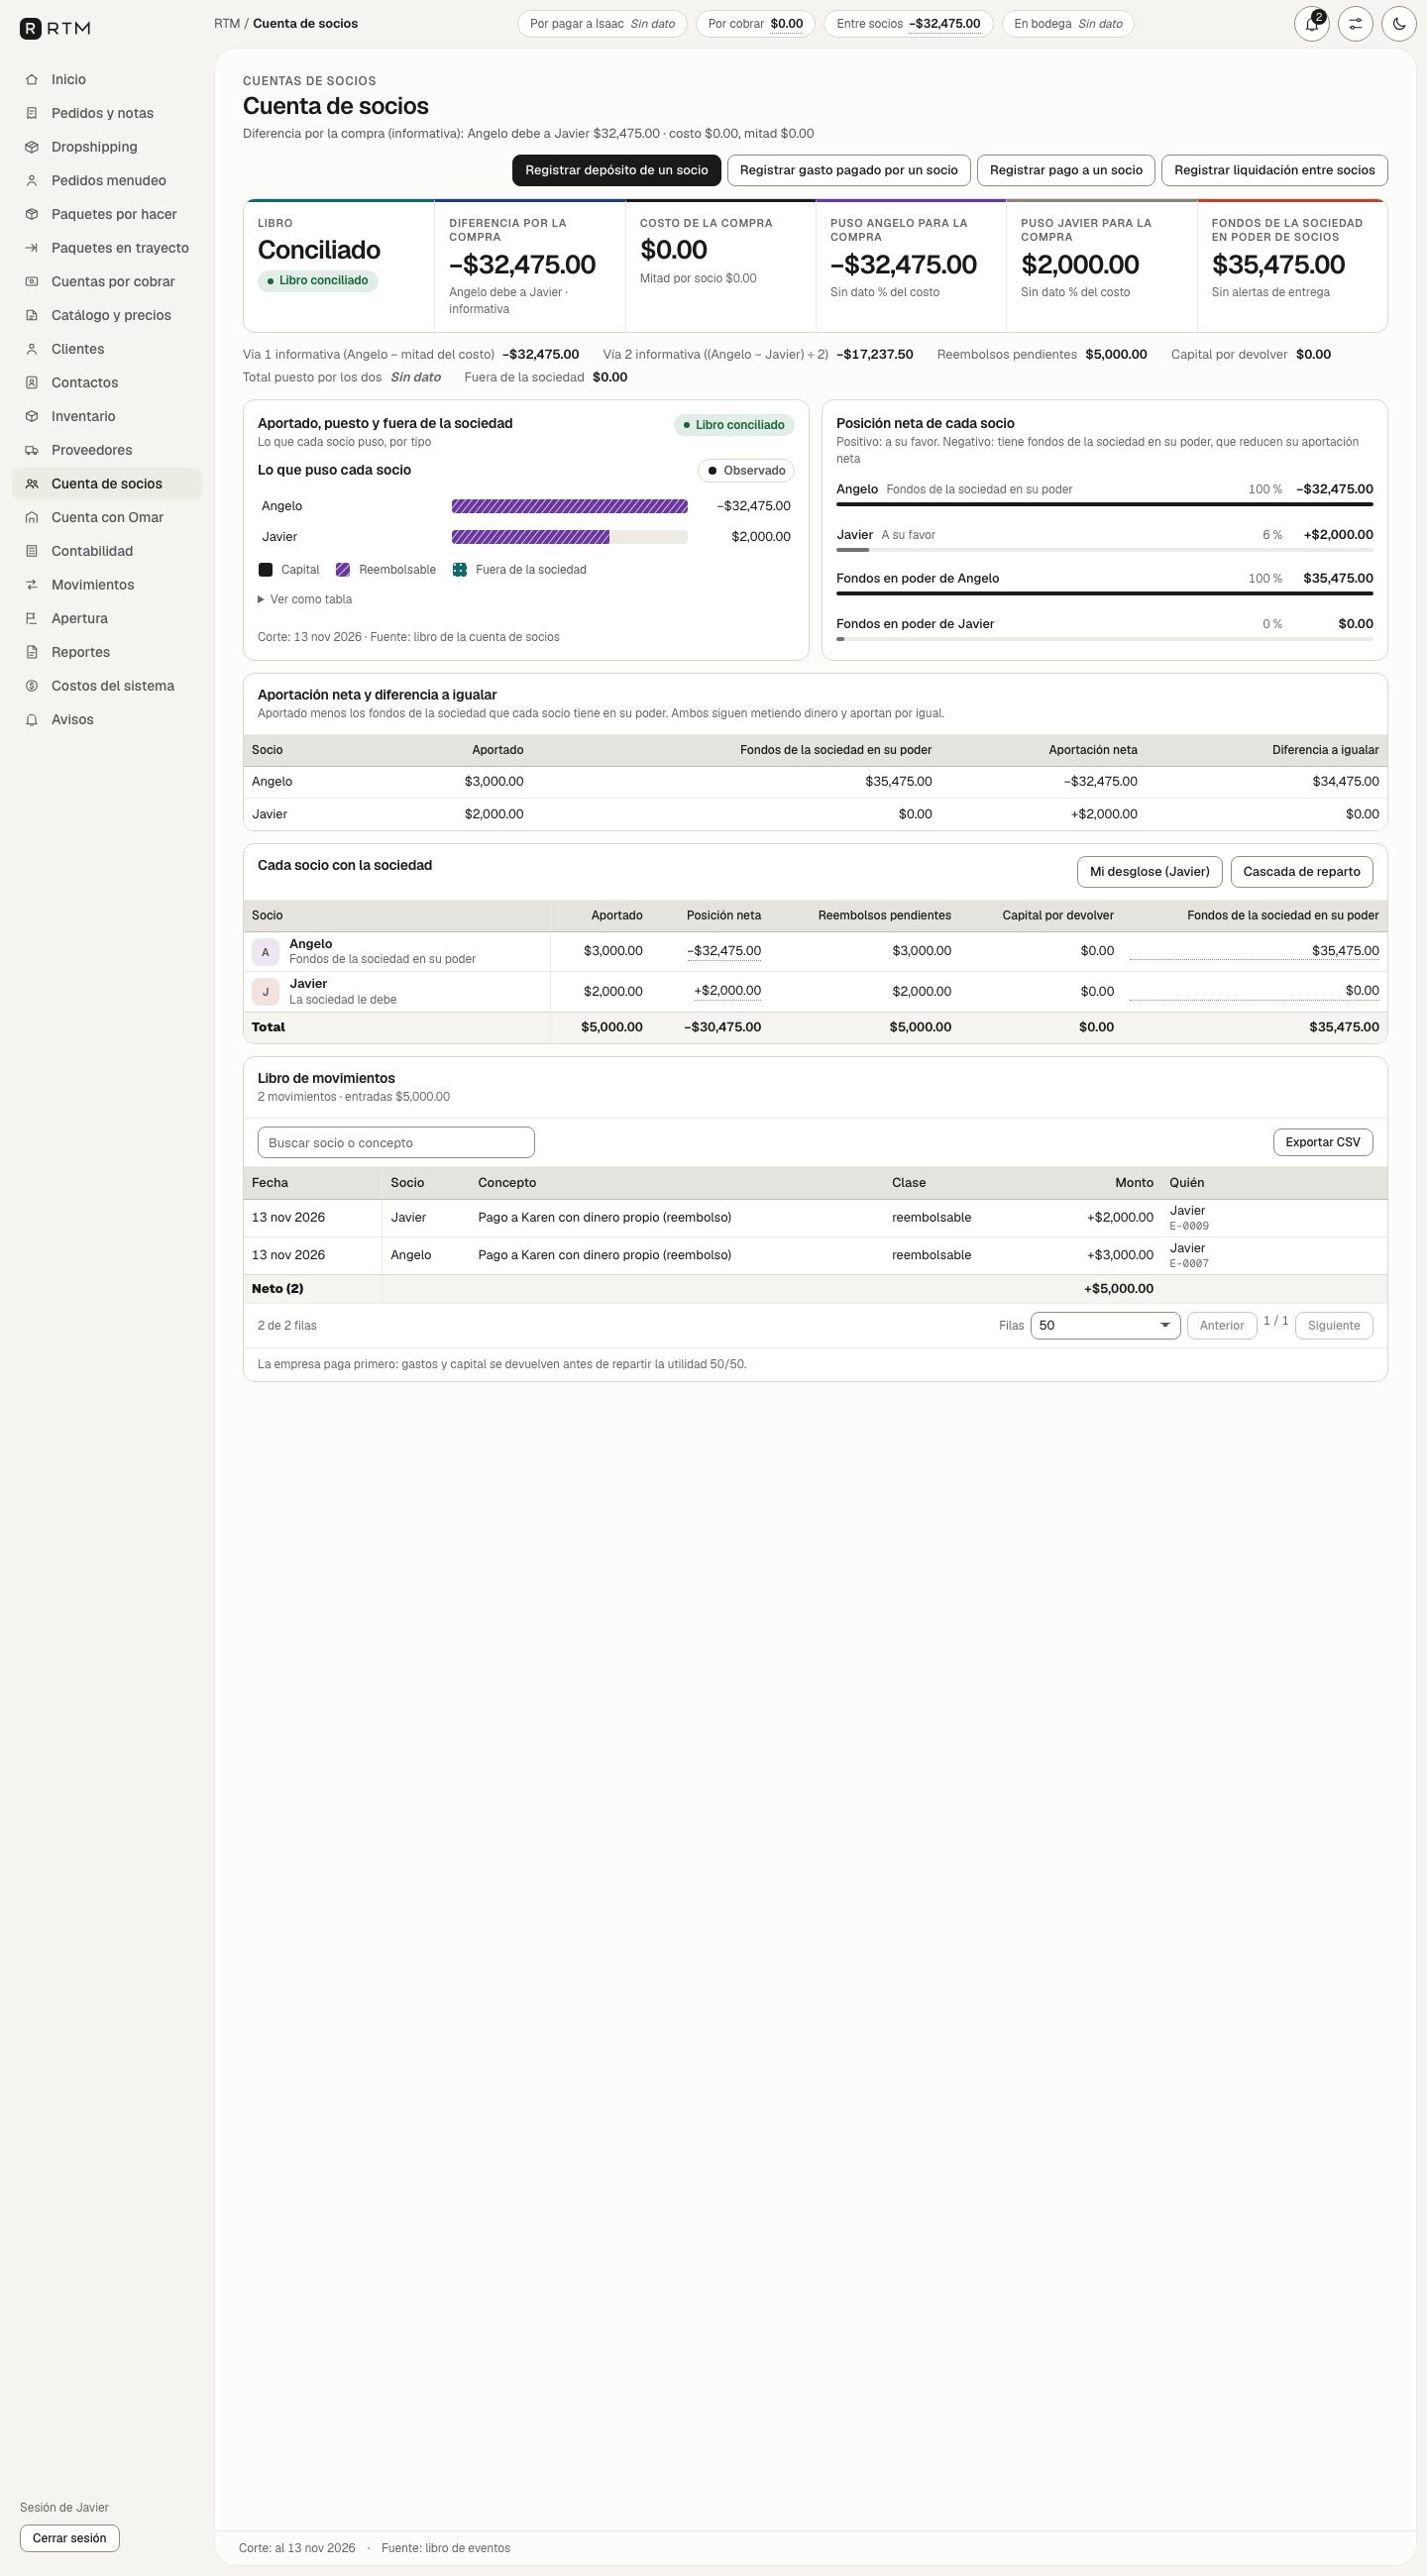 R RTM
RTM / Cuenta de socios
Por pagar a Isaac Sin dato
Por cobrar $0.00
Entre socios −$32,475.00
En bodega Sin dato
2
Inicio
Pedidos y notas
Dropshipping
Pedidos menudeo
Paquetes por hacer
Paquetes en trayecto
Cuentas por cobrar
Catálogo y precios
Clientes
Contactos
Inventario
Proveedores
Cuenta de socios
Cuenta con Omar
Contabilidad
Movimientos
Apertura
Reportes
Costos del sistema
Avisos
CUENTAS DE SOCIOS
Cuenta de socios
Diferencia por la compra (informativa): Angelo debe a Javier $32,475.00 · costo $0.00, mitad $0.00
Registrar depósito de un socio
Registrar gasto pagado por un socio
Registrar pago a un socio
Registrar liquidación entre socios
LIBRO
Conciliado
Libro conciliado
DIFERENCIA POR LA
COMPRA
−$32,475.00
Angelo debe a Javier ·
informativa
COSTO DE LA COMPRA
$0.00
Mitad por socio $0.00
PUSO ANGELO PARA LA
COMPRA
−$32,475.00
Sin dato % del costo
PUSO JAVIER PARA LA
COMPRA
$2,000.00
Sin dato % del costo
FONDOS DE LA SOCIEDAD
EN PODER DE SOCIOS
$35,475.00
Sin alertas de entrega
Vía 1 informativa (Angelo − mitad del costo) −$32,475.00 Vía 2 informativa ((Angelo − Javier) ÷ 2) −$17,237.50 Reembolsos pendientes $5,000.00 Capital por devolver $0.00
Total puesto por los dos Sin dato Fuera de la sociedad $0.00
Aportado, puesto y fuera de la sociedad
Libro conciliado
Lo que cada socio puso, por tipo
Lo que puso cada socio
Observado
Angelo −$32,475.00
Javier $2,000.00
Capital Reembolsable Fuera de la sociedad
▶ Ver como tabla
Corte: 13 nov 2026 · Fuente: libro de la cuenta de socios
Posición neta de cada socio
Positivo: a su favor. Negativo: tiene fondos de la sociedad en su poder, que reducen su aportación
neta
Angelo Fondos de la sociedad en su poder 100 % −$32,475.00
Javier A su favor 6 % +$2,000.00
Fondos en poder de Angelo 100 % $35,475.00
Fondos en poder de Javier 0 % $0.00
Aportación neta y diferencia a igualar
Aportado menos los fondos de la sociedad que cada socio tiene en su poder. Ambos siguen metiendo dinero y aportan por igual.
Socio Aportado Fondos de la sociedad en su poder Aportación neta Diferencia a igualar
Angelo $3,000.00 $35,475.00 −$32,475.00 $34,475.00
Javier $2,000.00 $0.00 +$2,000.00 $0.00
Cada socio con la sociedad
Mi desglose (Javier)
Cascada de reparto
Socio Aportado Posición neta Reembolsos pendientes Capital por devolver Fondos de la sociedad en su poder
A Angelo $3,000.00 −$32,475.00 $3,000.00 $0.00 $35,475.00
Fondos de la sociedad en su poder
J Javier $2,000.00 +$2,000.00 $2,000.00 $0.00 $0.00
La sociedad le debe
Total $5,000.00 −$30,475.00 $5,000.00 $0.00 $35,475.00
Libro de movimientos
2 movimientos · entradas $5,000.00
Buscar socio o concepto
Exportar CSV
Fecha Socio Concepto Clase Monto Quién
13 nov 2026 Javier Pago a Karen con dinero propio (reembolso) reembolsable +$2,000.00 Javier
E-0009
13 nov 2026 Angelo Pago a Karen con dinero propio (reembolso) reembolsable +$3,000.00 Javier
E-0007
Neto (2) +$5,000.00
2 de 2 filas
Filas 50 Anterior 1 / 1 Siguiente
La empresa paga primero: gastos y capital se devuelven antes de repartir la utilidad 50/50.
Sesión de Javier
Cerrar sesión
Corte: al 13 nov 2026 · Fuente: libro de eventos